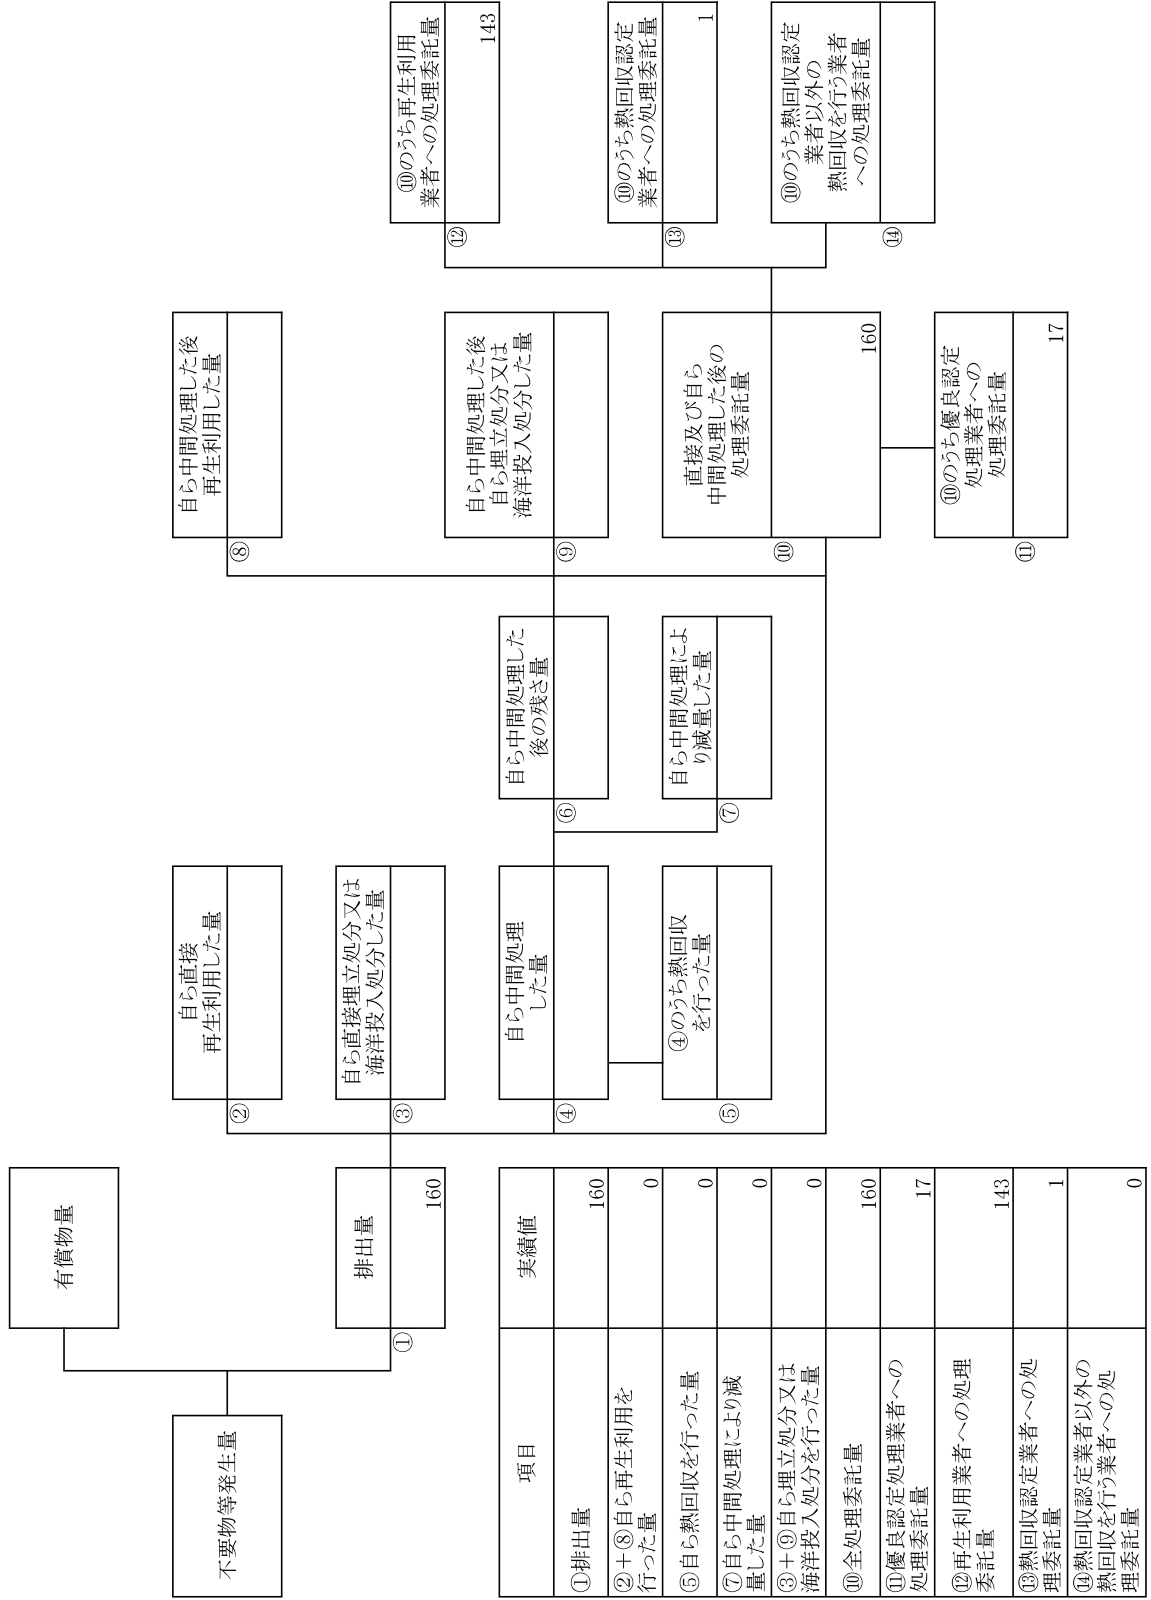 有償物量
不要物等発生量
排出量
①
160
自ら直接
再生利用した量
②
自ら直接埋立処分又は
海洋投入処分した量
③
自ら中間処理
した量
④
④のうち熱回収
を行った量
⑤
自ら中間処理した
後の残さ量
⑥
自ら中間処理によ
り減量した量
⑦
自ら中間処理した後
再生利用した量
⑧
自ら中間処理した後
自ら埋立処分又は
海洋投入処分した量
⑨
直接及び自ら
中間処理した後の
処理委託量
⑩
160
⑩のうち優良認定
処理業者への
処理委託量
⑪
17
⑩のうち再生利用
業者への処理委託量
⑫
143
⑩のうち熱回収認定
業者への処理委託量
⑬
1
⑩のうち熱回収認定
業者以外の
熱回収を行う業者
への処理委託量
⑭
項目
実績値
①排出量
160
②＋⑧自ら再生利用を
行った量
0
⑤自ら熱回収を行った量
0
⑦自ら中間処理により減
量した量
0
③＋⑨自ら埋立処分又は
海洋投入処分を行った量
0
⑩全処理委託量
160
⑪優良認定処理業者への
処理委託量
17
⑫再生利用業者への処理
委託量
143
⑬熱回収認定業者への処
理委託量
1
⑭熱回収認定業者以外の
熱回収を行う業者への処
理委託量
0